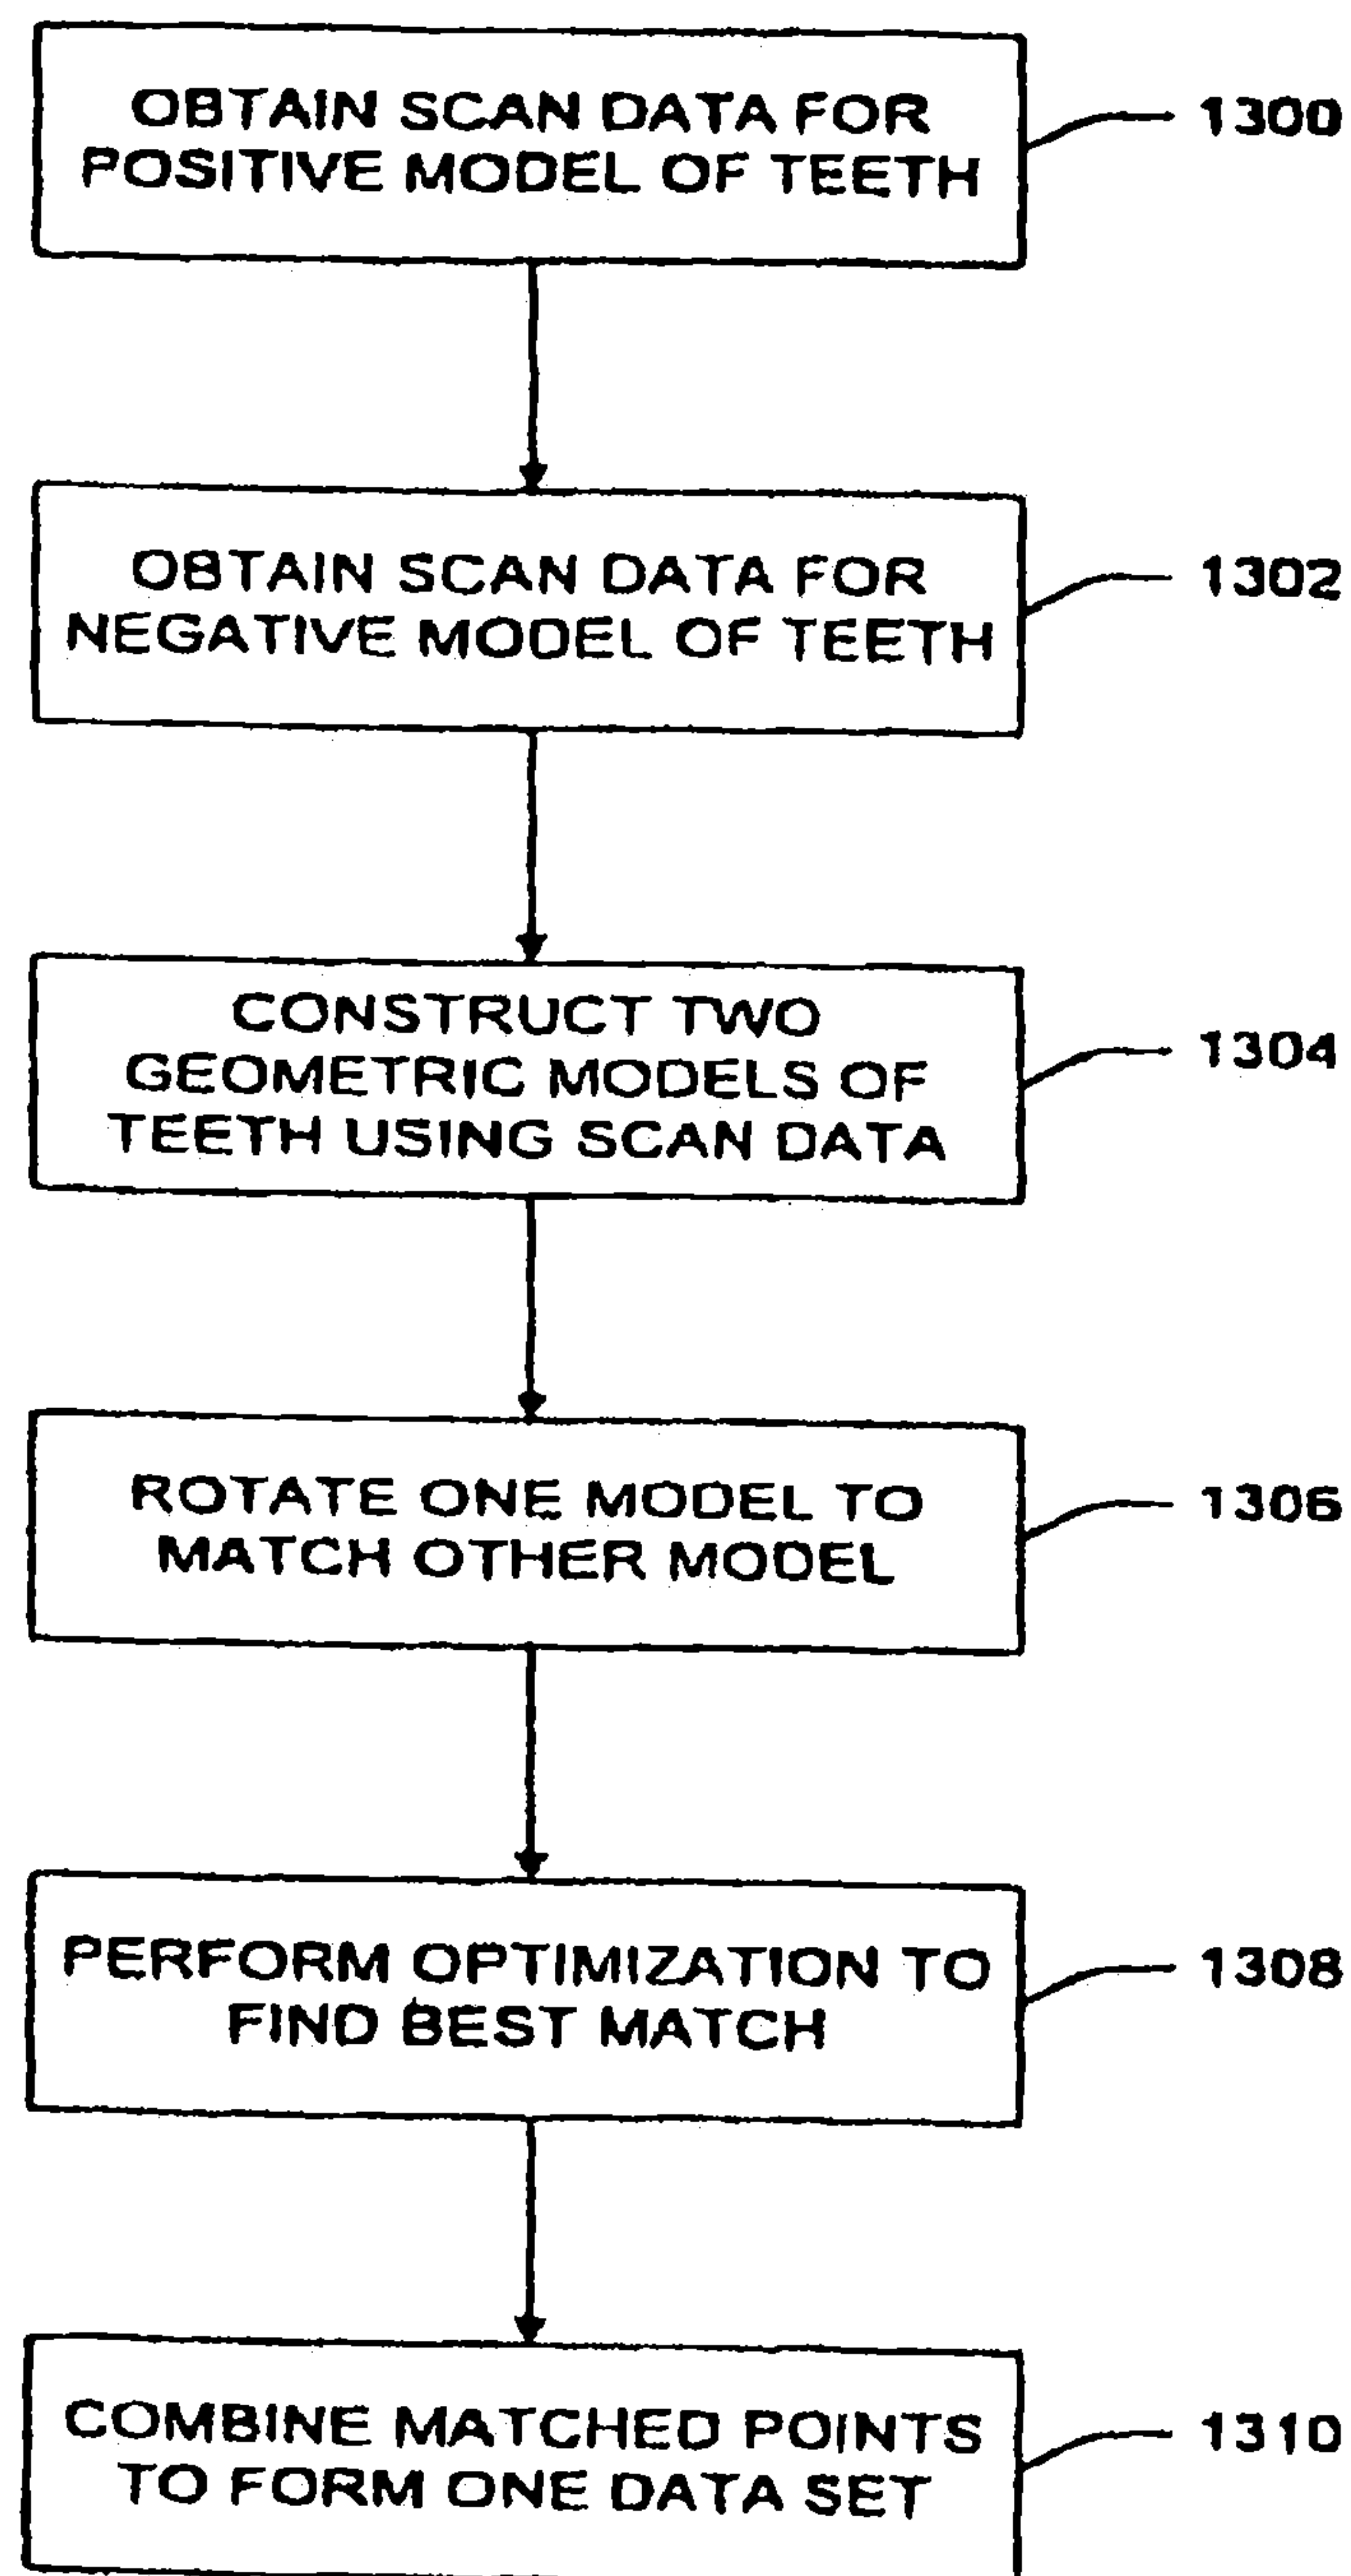 OBTAIN SCAN DATA FOR
POSITIVE MODEL OF TEETH
1300
OBTAIN SCAN DATA FOR
NEGATIVE MODEL OF TEETH
1302
CONSTRUCT TWO
GEOMETRIC MODELS OF
TEETH USING SCAN DATA
1304
ROTATE ONE MODEL TO
MATCH OTHER MODEL
1306
PERFORM OPTIMIZATION TO
FIND BEST MATCH
1308
COMBINE MATCHED POINTS
TO FORM ONE DATA SET
1310